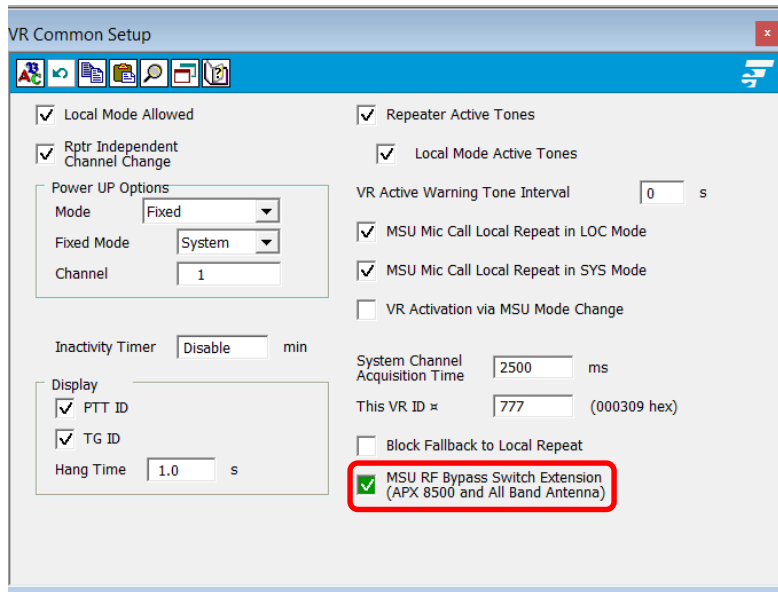 VR Common Setup
x
Local Mode Allowed
Rptr Independent
Channel Change
Power UP Options
Mode Fixed
Fixed Mode System
Channel 1
Inactivity Timer Disable min
Display
PTT ID
TG ID
Hang Time 1.0 s
Repeater Active Tones
Local Mode Active Tones
VR Active Warning Tone Interval 0 s
MSU Mic Call Local Repeat in LOC Mode
MSU Mic Call Local Repeat in SYS Mode
VR Activation via MSU Mode Change
System Channel
Acquisition Time 2500 ms
This VR ID ¤ 777 (000309 hex)
Block Fallback to Local Repeat
MSU RF Bypass Switch Extension
(APX 8500 and All Band Antenna)